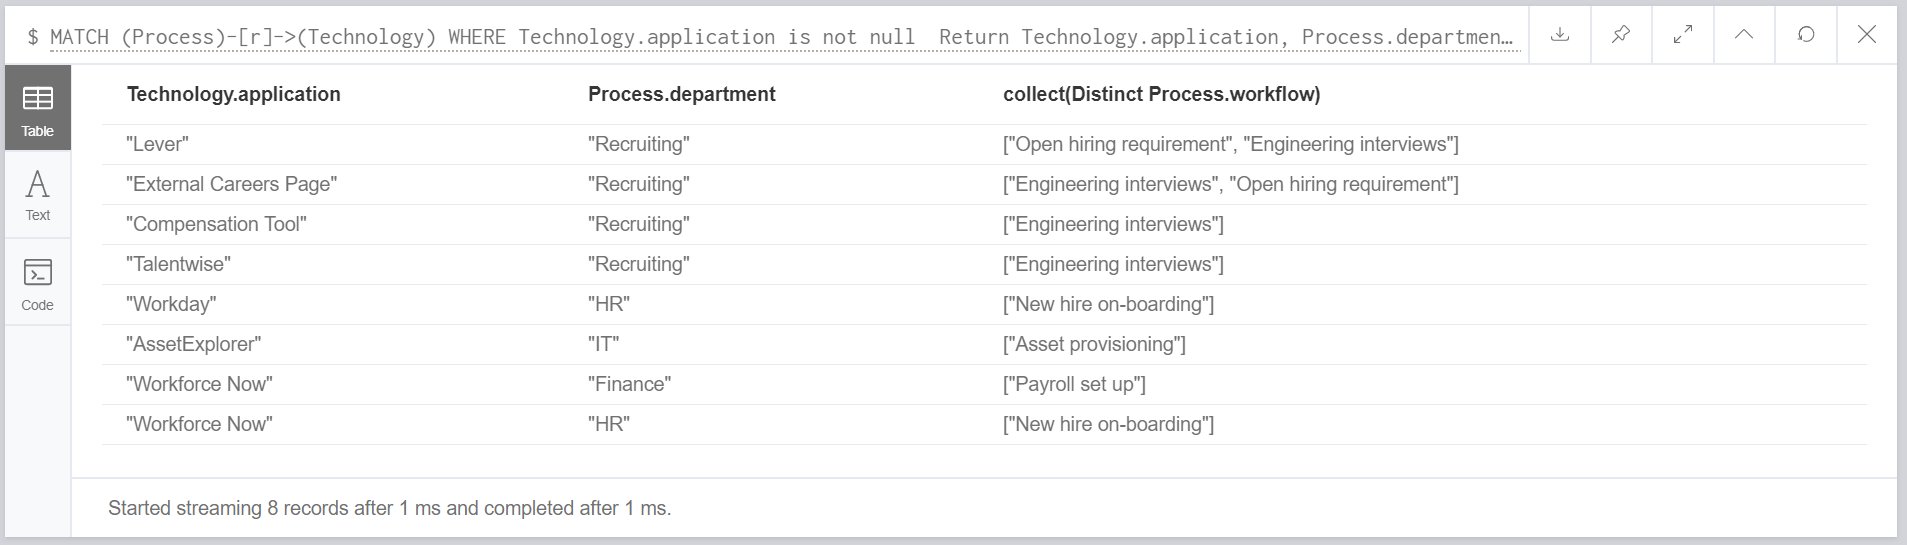 $ MATCH (Process)-[r]->(Technology) WHERE Technology.application is not null  Return Technology.application, Process.departmen…
Table
Text
Code
Technology.application Process.department collect(Distinct Process.workflow)
"Lever" "Recruiting" ["Open hiring requirement", "Engineering interviews"]
"External Careers Page" "Recruiting" ["Engineering interviews", "Open hiring requirement"]
"Compensation Tool" "Recruiting" ["Engineering interviews"]
"Talentwise" "Recruiting" ["Engineering interviews"]
"Workday" "HR" ["New hire on-boarding"]
"AssetExplorer" "IT" ["Asset provisioning"]
"Workforce Now" "Finance" ["Payroll set up"]
"Workforce Now" "HR" ["New hire on-boarding"]
Started streaming 8 records after 1 ms and completed after 1 ms.